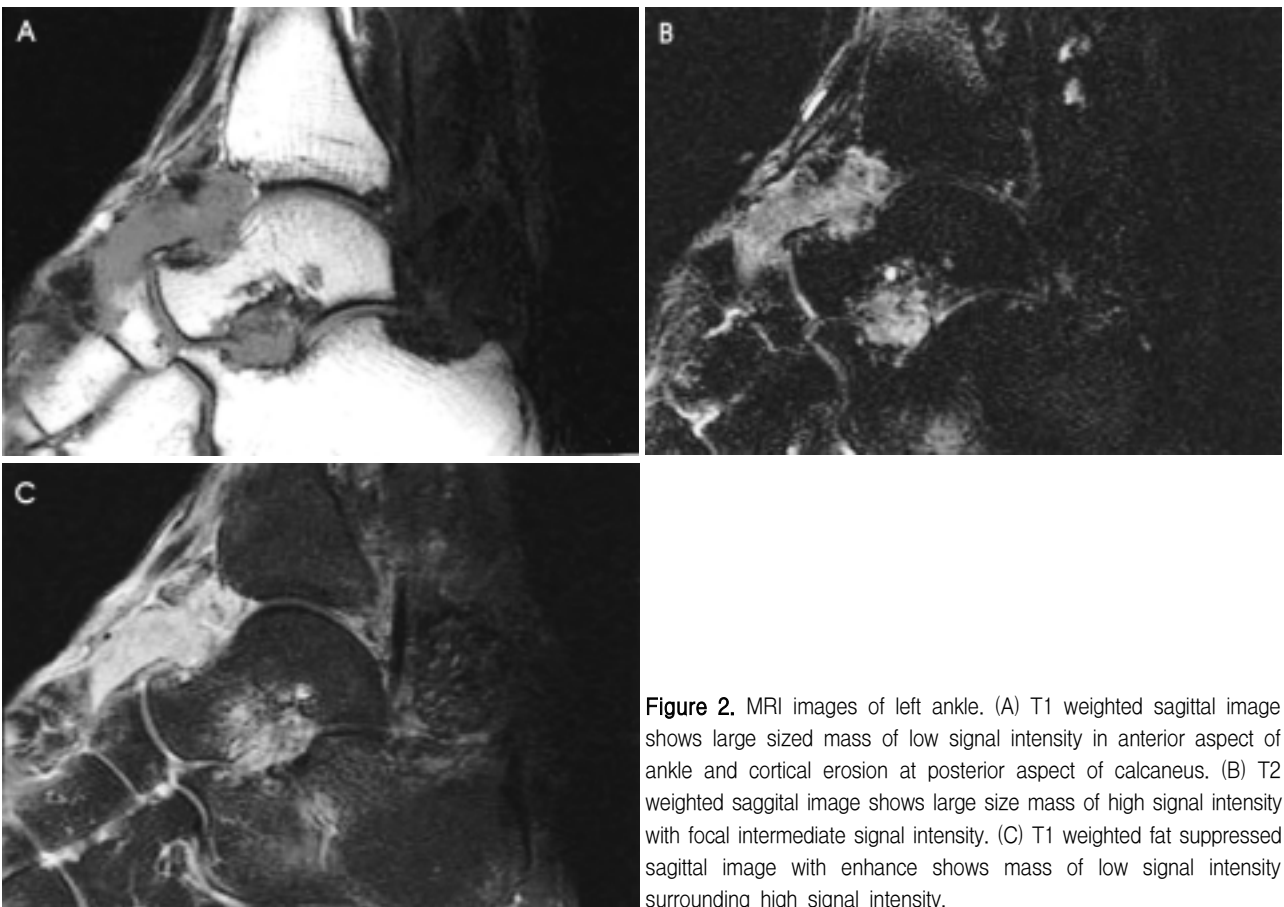 A
B
C
Figure 2. MRI images of left ankle. (A) T1 weighted sagittal image
shows large sized mass of low signal intensity in anterior aspect of
ankle and cortical erosion at posterior aspect of calcaneus. (B) T2
weighted saggital image shows large size mass of high signal intensity
with focal intermediate signal intensity. (C) T1 weighted fat suppressed
sagittal image with enhance shows mass of low signal intensity
surrounding high signal intensity.